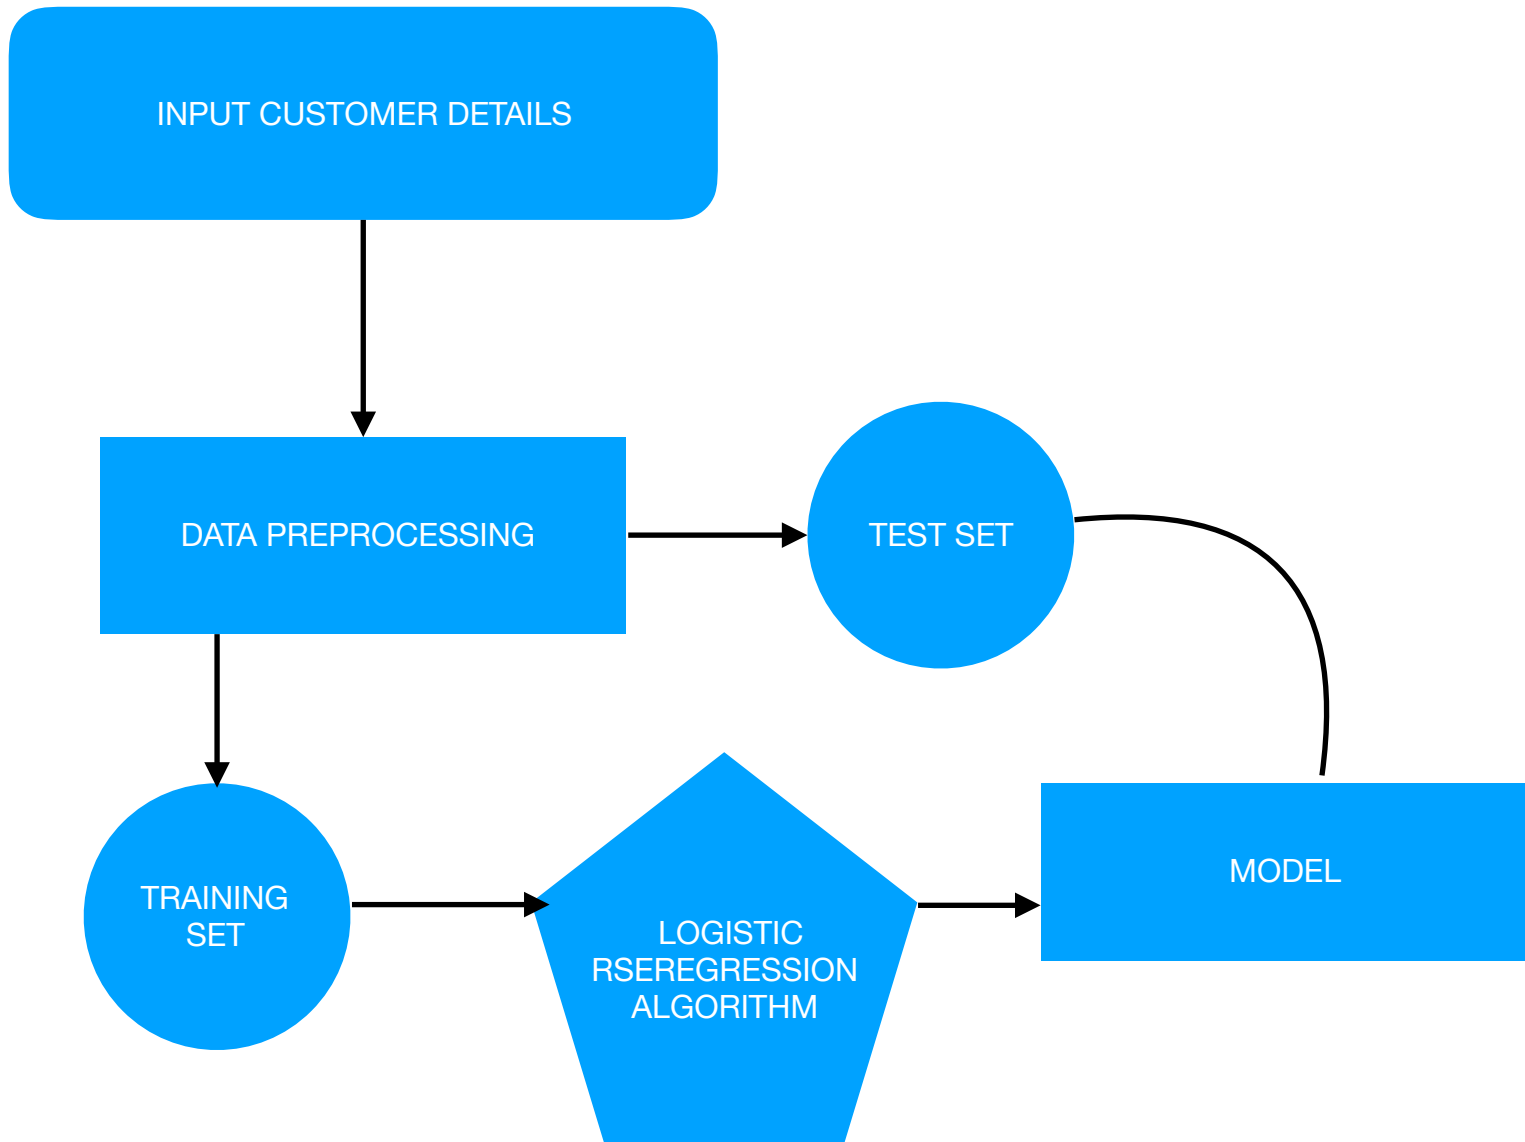 INPUT CUSTOMER DETAILS
DATA PREPROCESSING
TEST SET
TRAINING
SET
LOGISTIC
RSEREGRESSION
ALGORITHM
MODEL